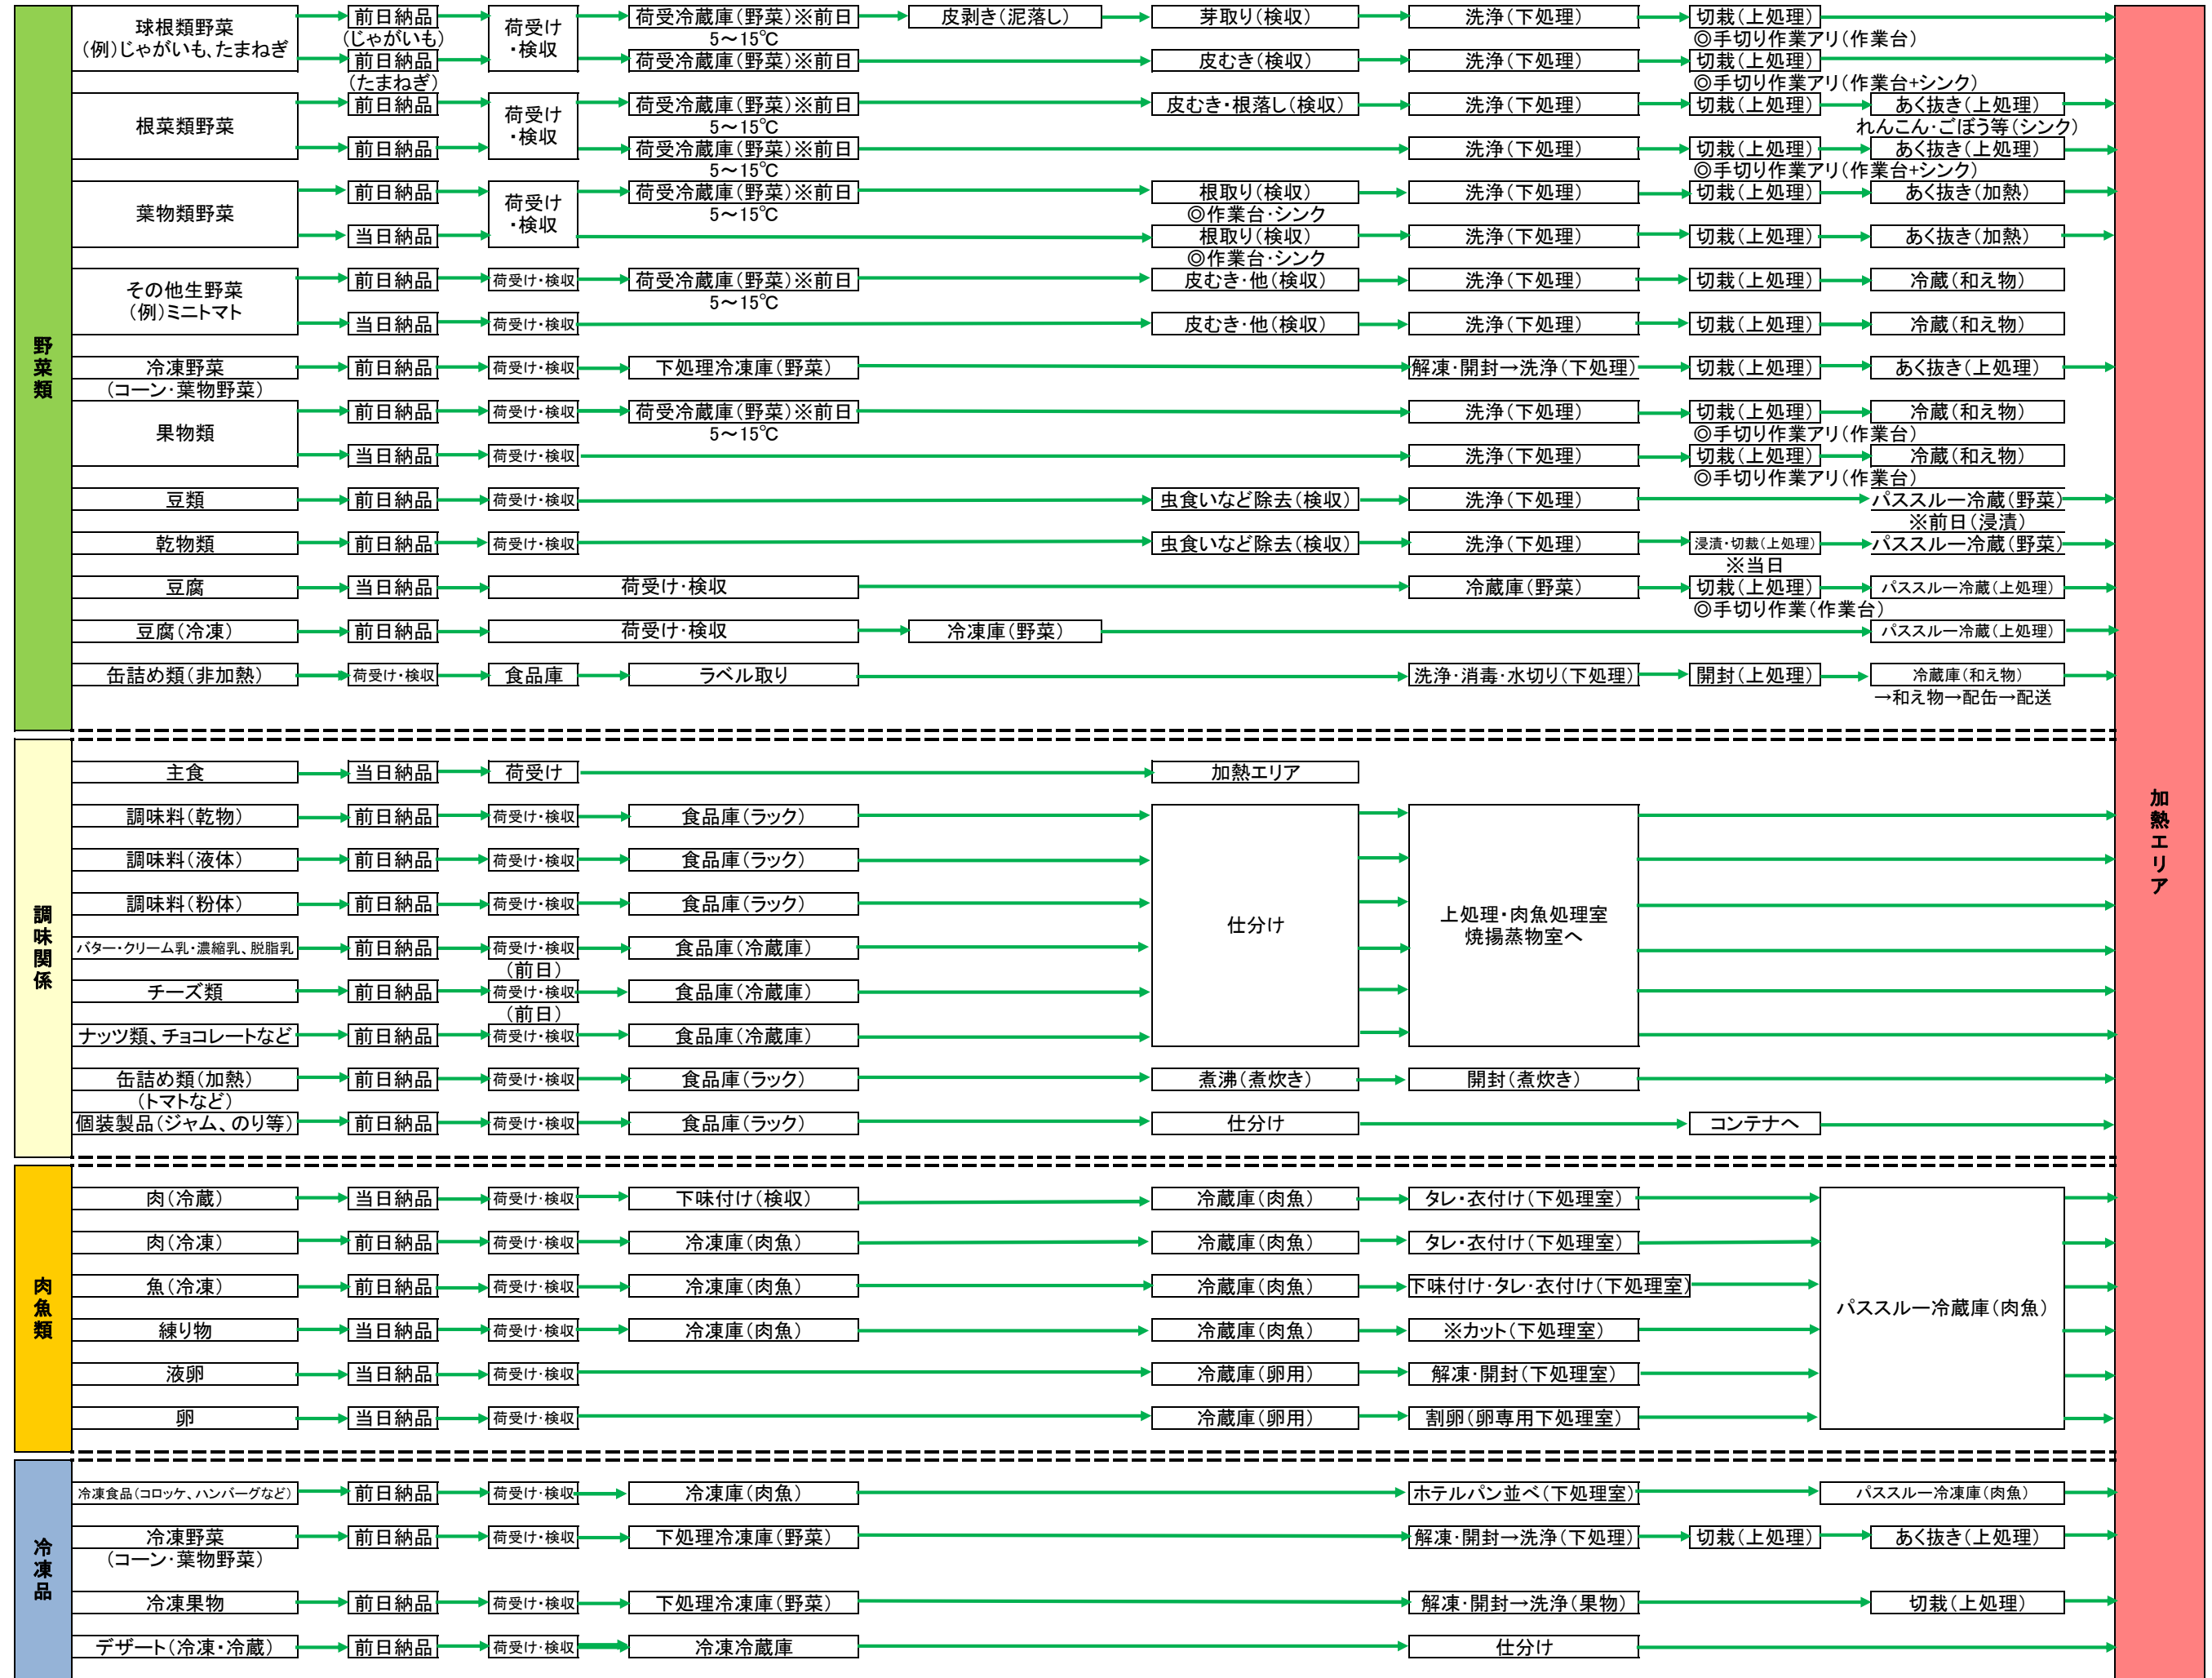 野菜類
球根類野菜
(例)じゃがいも、たまねぎ
前日納品
(じゃがいも)
荷受け
・検収
荷受冷蔵庫(野菜)※前日
5～15℃
皮剥き(泥落し)
芽取り(検収)
洗浄(下処理)
切裁(上処理)
◎手切り作業アリ(作業台)
前日納品
(たまねぎ)
荷受冷蔵庫(野菜)※前日
皮むき(検収)
洗浄(下処理)
切裁(上処理)
◎手切り作業アリ(作業台+シンク)
根菜類野菜
前日納品
荷受け
・検収
荷受冷蔵庫(野菜)※前日
5～15℃
皮むき・根落し(検収)
洗浄(下処理)
切裁(上処理)
あく抜き(上処理)
れんこん・ごぼう等(シンク)
前日納品
荷受冷蔵庫(野菜)※前日
5～15℃
洗浄(下処理)
切裁(上処理)
あく抜き(上処理)
◎手切り作業アリ(作業台+シンク)
葉物類野菜
前日納品
荷受け
・検収
荷受冷蔵庫(野菜)※前日
5～15℃
根取り(検収)
◎作業台・シンク
洗浄(下処理)
切裁(上処理)
あく抜き(加熱)
当日納品
根取り(検収)
◎作業台・シンク
洗浄(下処理)
切裁(上処理)
あく抜き(加熱)
その他生野菜
(例)ミニトマト
前日納品
荷受け・検収
荷受冷蔵庫(野菜)※前日
5～15℃
皮むき・他(検収)
洗浄(下処理)
切裁(上処理)
冷蔵(和え物)
当日納品
荷受け・検収
皮むき・他(検収)
洗浄(下処理)
切裁(上処理)
冷蔵(和え物)
冷凍野菜
(コーン・葉物野菜)
前日納品
荷受け・検収
下処理冷凍庫(野菜)
解凍・開封→洗浄(下処理)
切裁(上処理)
あく抜き(上処理)
果物類
前日納品
荷受け・検収
荷受冷蔵庫(野菜)※前日
5～15℃
洗浄(下処理)
切裁(上処理)
◎手切り作業アリ(作業台)
冷蔵(和え物)
当日納品
荷受け・検収
洗浄(下処理)
切裁(上処理)
◎手切り作業アリ(作業台)
冷蔵(和え物)
豆類
前日納品
荷受け・検収
虫食いなど除去(検収)
洗浄(下処理)
パススルー冷蔵(野菜)
※前日(浸漬)
乾物類
前日納品
荷受け・検収
虫食いなど除去(検収)
洗浄(下処理)
浸漬・切裁(上処理)
※当日
パススルー冷蔵(野菜)
豆腐
当日納品
荷受け・検収
冷蔵庫(野菜)
切裁(上処理)
◎手切り作業(作業台)
パススルー冷蔵(上処理)
豆腐(冷凍)
前日納品
荷受け・検収
冷凍庫(野菜)
パススルー冷蔵(上処理)
缶詰め類(非加熱)
荷受け・検収
食品庫
ラベル取り
洗浄・消毒・水切り(下処理)
開封(上処理)
冷蔵庫(和え物)
→和え物→配缶→配送
調味関係
主食
当日納品
荷受け
加熱エリア
調味料(乾物)
前日納品
荷受け・検収
食品庫(ラック)
調味料(液体)
前日納品
荷受け・検収
食品庫(ラック)
調味料(粉体)
前日納品
荷受け・検収
食品庫(ラック)
仕分け
上処理・肉魚処理室
焼揚蒸物室へ
バター・クリーム乳・濃縮乳、脱脂乳
前日納品
荷受け・検収
(前日)
食品庫(冷蔵庫)
チーズ類
前日納品
荷受け・検収
(前日)
食品庫(冷蔵庫)
ナッツ類、チョコレートなど
前日納品
荷受け・検収
食品庫(冷蔵庫)
缶詰め類(加熱)
(トマトなど)
前日納品
荷受け・検収
食品庫(ラック)
煮沸(煮炊き)
開封(煮炊き)
個装製品(ジャム、のり等)
前日納品
荷受け・検収
食品庫(ラック)
仕分け
コンテナへ
肉魚類
肉(冷蔵)
当日納品
荷受け・検収
下味付け(検収)
冷蔵庫(肉魚)
タレ・衣付け(下処理室)
肉(冷凍)
前日納品
荷受け・検収
冷凍庫(肉魚)
冷蔵庫(肉魚)
タレ・衣付け(下処理室)
魚(冷凍)
前日納品
荷受け・検収
冷凍庫(肉魚)
冷蔵庫(肉魚)
下味付け・タレ・衣付け(下処理室)
パススルー冷蔵庫(肉魚)
練り物
当日納品
荷受け・検収
冷凍庫(肉魚)
冷蔵庫(肉魚)
※カット(下処理室)
液卵
当日納品
荷受け・検収
冷蔵庫(卵用)
解凍・開封(下処理室)
卵
当日納品
荷受け・検収
冷蔵庫(卵用)
割卵(卵専用下処理室)
冷凍品
冷凍食品(コロッケ、ハンバーグなど)
前日納品
荷受け・検収
冷凍庫(肉魚)
ホテルパン並べ(下処理室)
パススルー冷凍庫(肉魚)
冷凍野菜
(コーン・葉物野菜)
前日納品
荷受け・検収
下処理冷凍庫(野菜)
解凍・開封→洗浄(下処理)
切裁(上処理)
あく抜き(上処理)
冷凍果物
前日納品
荷受け・検収
下処理冷凍庫(野菜)
解凍・開封→洗浄(果物)
切裁(上処理)
デザート(冷凍・冷蔵)
前日納品
荷受け・検収
冷凍冷蔵庫
仕分け
加熱エリア